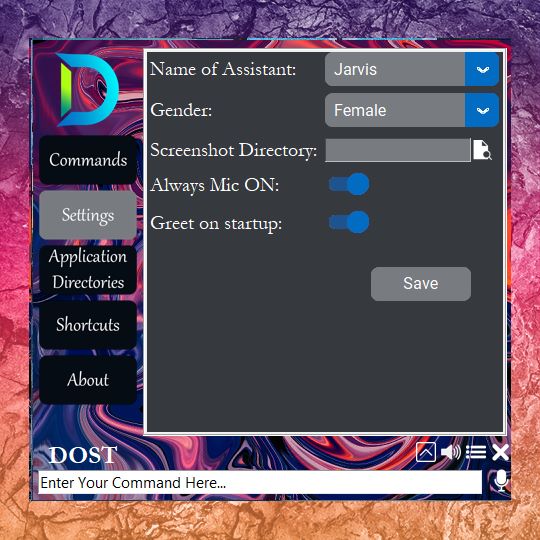 Name of Assistant: Jarvis
Gender: Female
Screenshot Directory:
Always Mic ON:
Greet on startup:
Save
Commands
Settings
Application
Directories
Shortcuts
About
DOST
Enter Your Command Here...